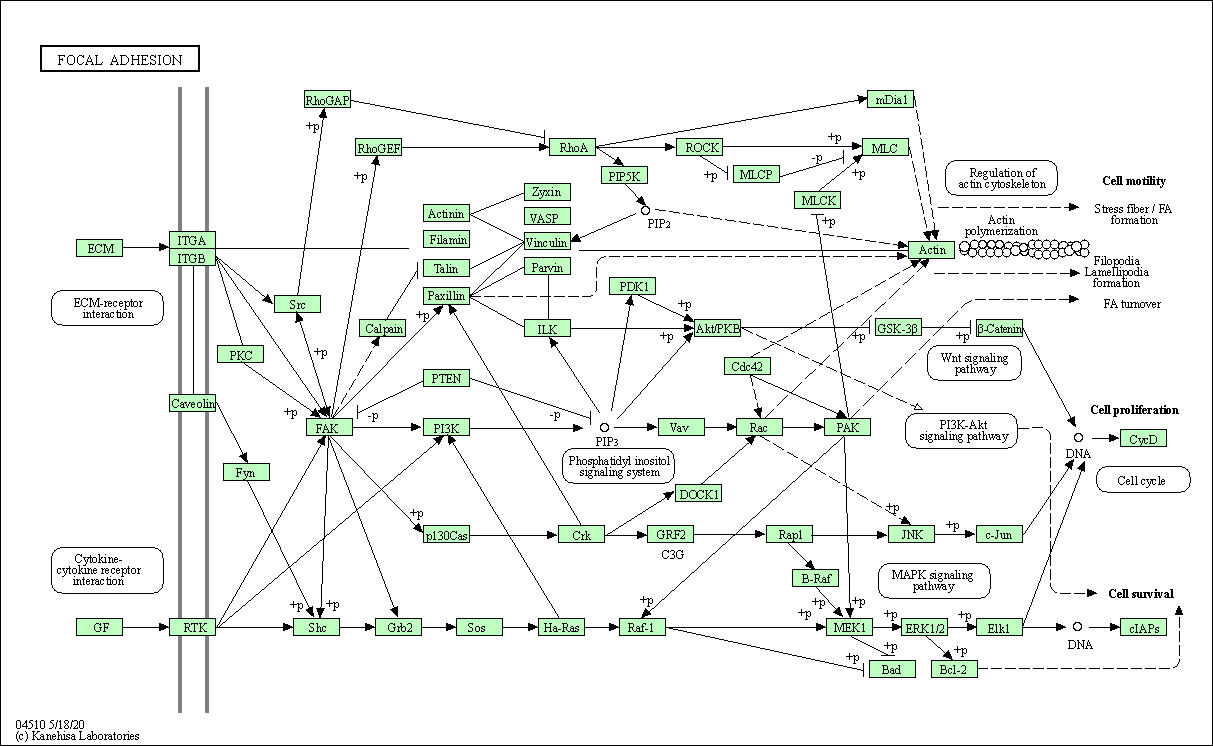 FOCAL ADHESION
RhoGAP
mDia1
+p
RhoGEF
RhoA
ROCK
+p
MLC
+p
PIP5K
+p
MLCP
-p
+p
Regulation of
actin cytoskeleton
Cell motility
Zyxin
MLCK
Actinin
VASP
PIP2
+p
Stress fiber / FA
formation
ECM
ITGA
ITGB
Filamin
Vinculin
Actin
Actin
polymerization
Talin
Parvin
Filopodia
Lamellipodia
formation
ECM-receptor
interaction
Src
Paxillin
PDK1
+p
FA turnover
+p
Calpain
ILK
+p
Akt/PKB
+p
GSK-3β
+p
β-Catenin
+p
PKC
Cdc42
Wnt signaling
pathway
PTEN
Caveolin
+p
-p
-p
Cell proliferation
FAK
PI3K
PIP3
Vav
Rac
PAK
PI3K-Akt
signaling pathway
DNA
CycD
Phosphatidyl inositol
signaling system
Fyn
DOCK1
Cell cycle
+p
+p
p130Cas
Crk
GRF2
C3G
Rap1
JNK
+p
c-Jun
Cytokine-
cytokine receptor
interaction
B-Raf
MAPK signaling
pathway
Cell survival
+p
+p
+p
+p
+p
+p
+p
+p
GF
RTK
Shc
Grb2
Sos
Ha-Ras
Raf-1
MEK1
ERK1/2
Elk1
DNA
cIAPs
+p
+p
+p
Bad
Bcl-2
04510 5/18/20
(c) Kanehisa Laboratories